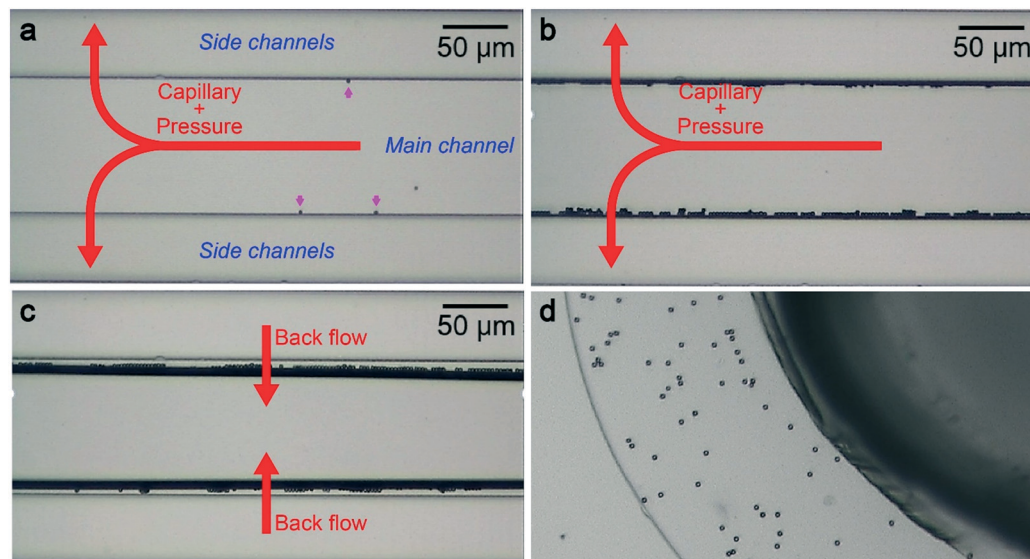 a
Side channels
50 μm
Capillary
+
Pressure
Main channel
Side channels
b
50 μm
Capillary
+
Pressure
c
50 μm
Back flow
Back flow
d